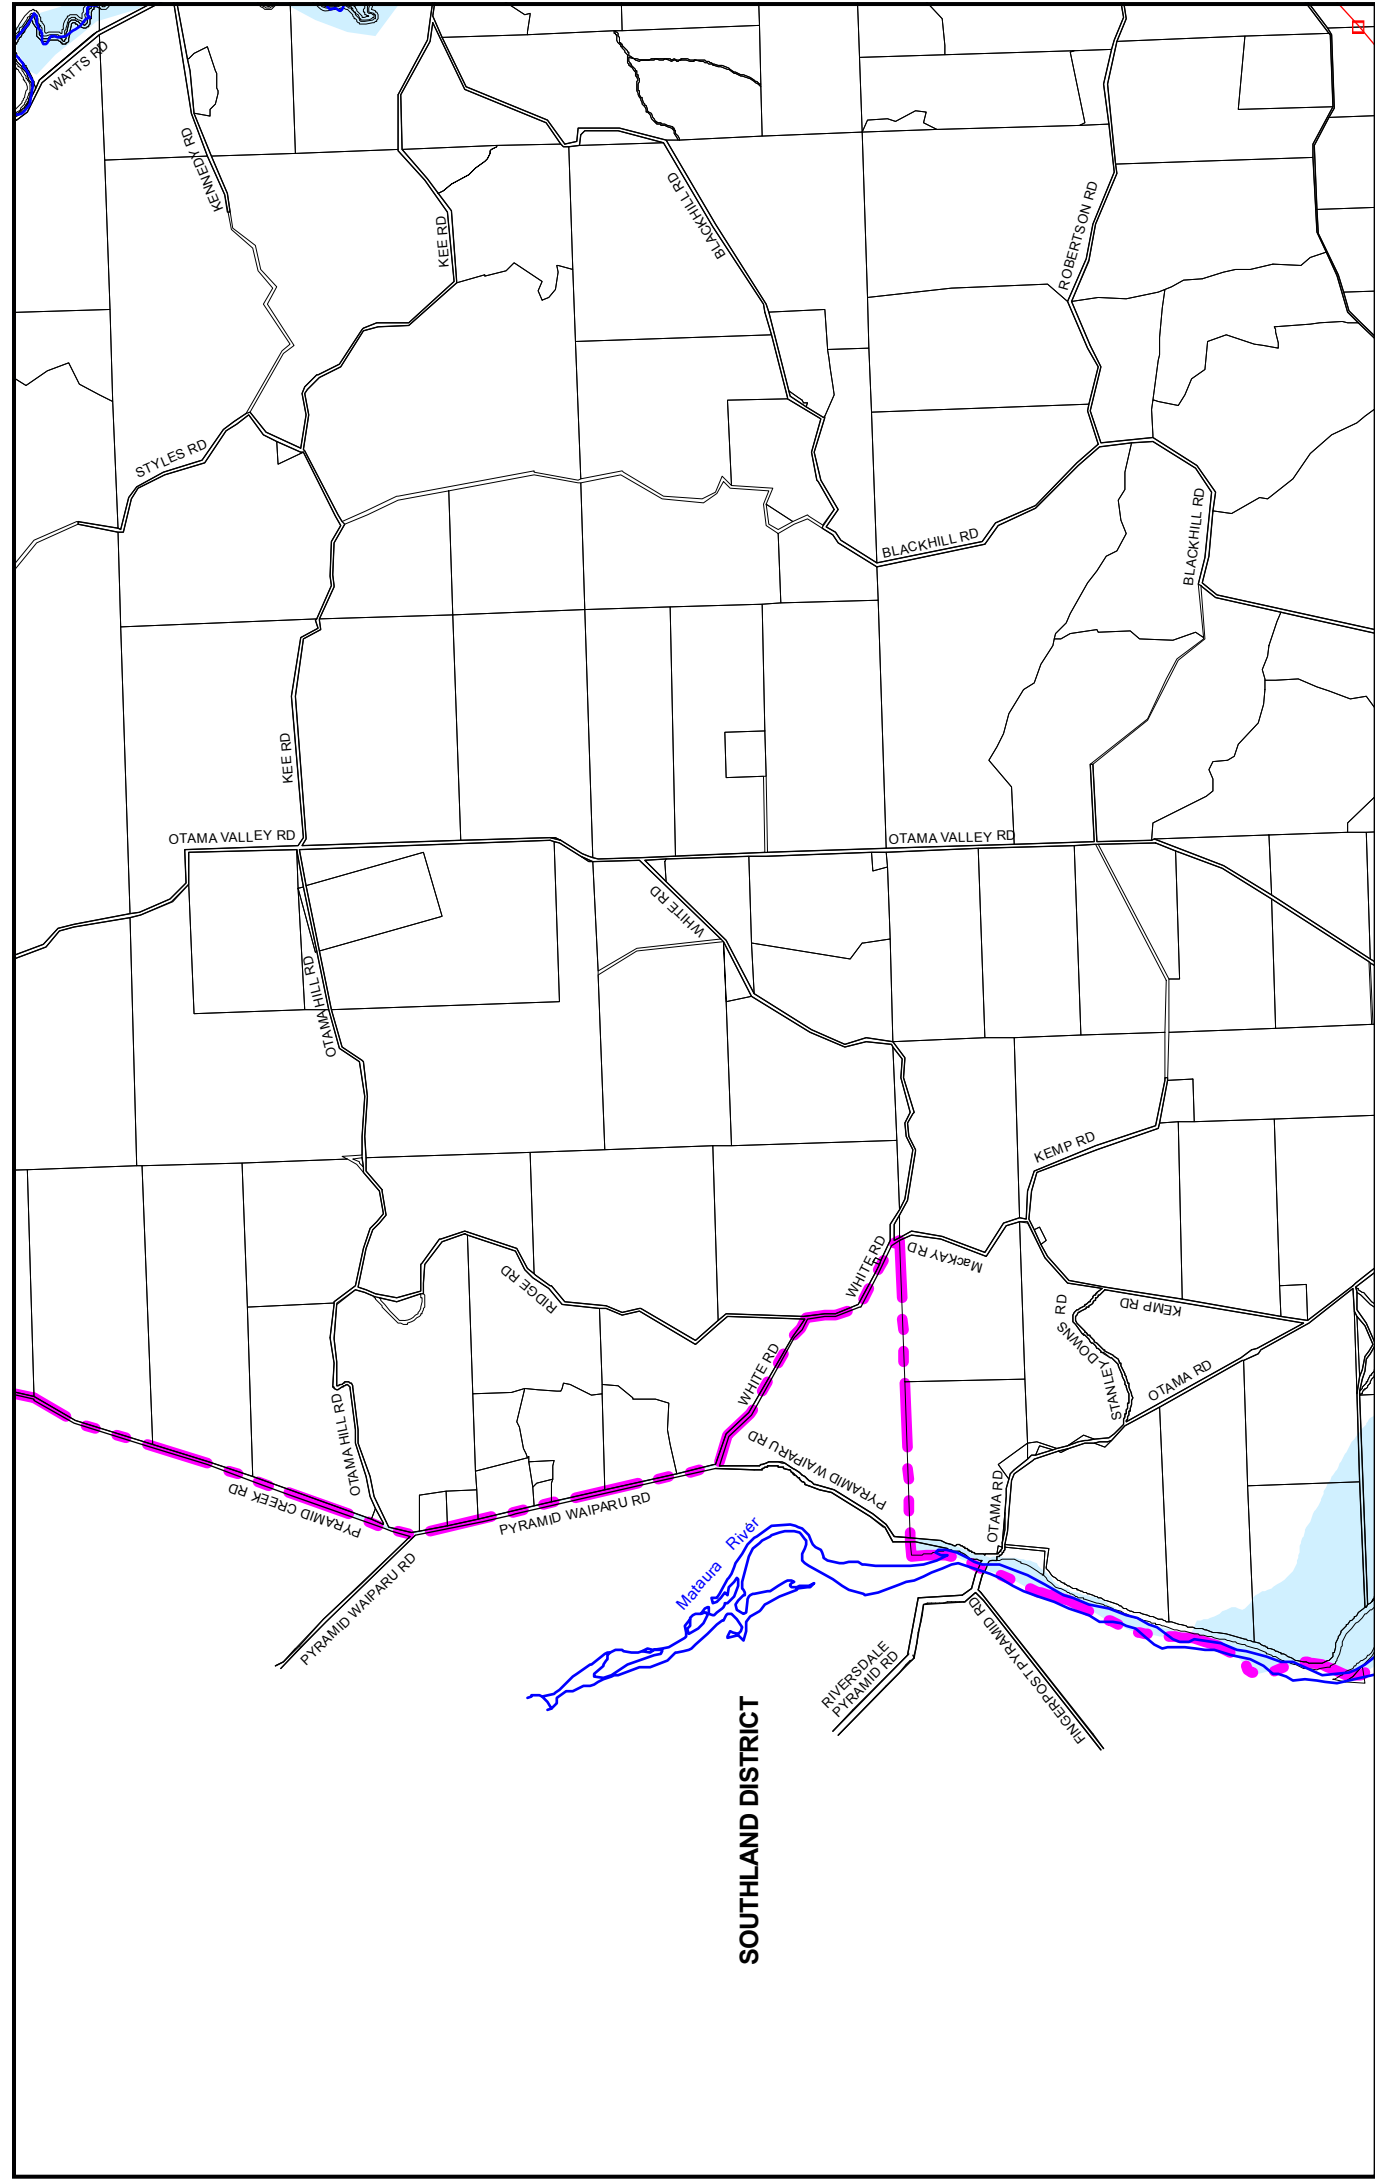 WATTS RD
KENNEDY RD
KEE RD
BLACKHILL RD
ROBERTSON RD
STYLES RD
BLACKHILL RD
BLACKHILL RD
KEE RD
OTAMA VALLEY RD
OTAMA VALLEY RD
WHITE RD
OTAMA HILL RD
KEMP RD
WHITE RD
MacKAY RD
RIDGE RD
KEMP RD
STANLEY DOWNS
RD
WHITE RD
OTAMA RD
OTAMA HILL RD
PYRAMID CREEK RD
PYRAMID WAIPARU RD
PYRAMID WAIPARU RD
OTAMA RD
PYRAMID WAIPARU RD
Mataura River
RIVERSDALE
PYRAMID RD
FINGERPOST PYRAMID RD
SOUTHLAND DISTRICT